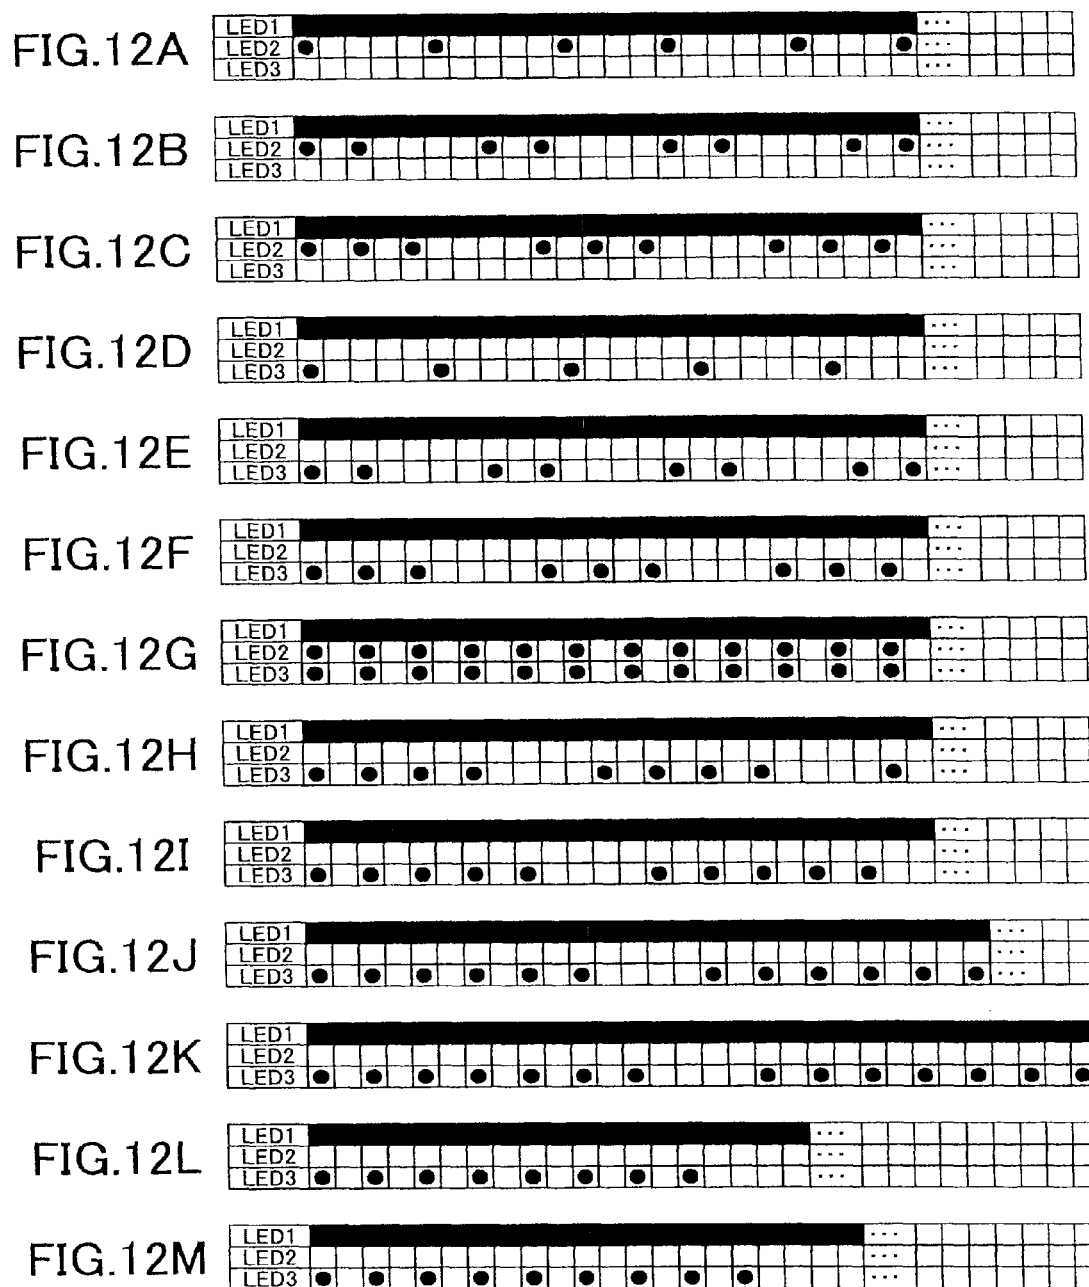 FIG.12A
LED1 ...
LED2 ...
LED3 ...
FIG.12B
LED1 ...
LED2 ...
LED3 ...
FIG.12C
LED1 ...
LED2 ...
LED3 ...
FIG.12D
LED1 ...
LED2 ...
LED3 ...
FIG.12E
LED1 ...
LED2 ...
LED3 ...
FIG.12F
LED1 ...
LED2 ...
LED3 ...
FIG.12G
LED1 ...
LED2 ...
LED3 ...
FIG.12H
LED1 ...
LED2 ...
LED3 ...
FIG.12I
LED1 ...
LED2 ...
LED3 ...
FIG.12J
LED1 ...
LED2 ...
LED3 ...
FIG.12K
LED1
LED2
LED3
FIG.12L
LED1 ...
LED2 ...
LED3 ...
FIG.12M
LED1 ...
LED2 ...
LED3 ...